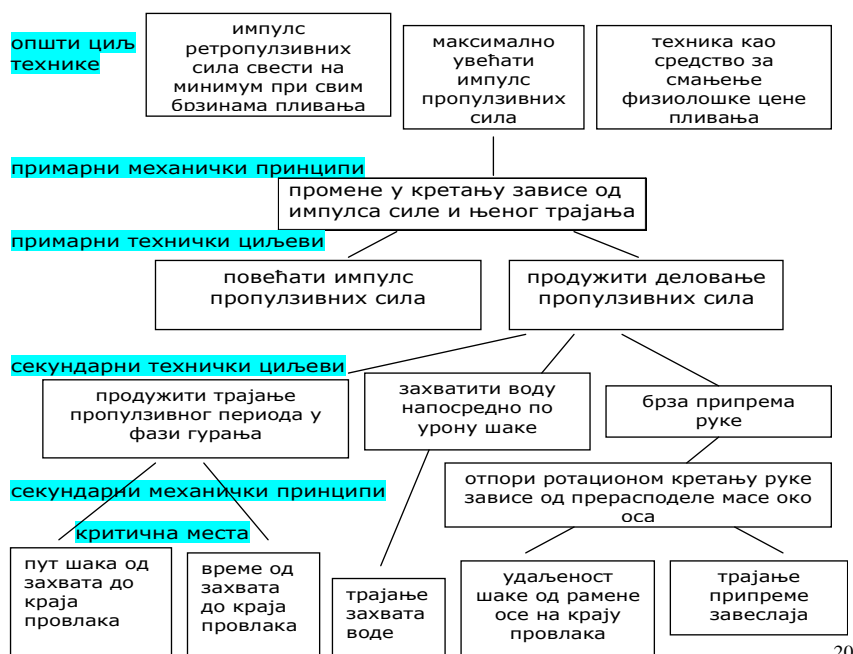 општи циљ
технике
импулс
ретропулзивних
сила свести на
минимум при свим
брзинама пливања
максимално
увећати
импулс
пропулзивних
сила
техника као
средство за
смањење
физиолошке цене
пливања
примарни механички принципи
промене у кретању зависе од
импулса силе и њеног трајања
примарни технички циљеви
повећати импулс
пропулзивних сила
продужити деловање
пропулзивних сила
секундарни технички циљеви
продужити трајање
пропулзивног периода у
фази гурања
захватити воду
напосредно по
урону шаке
брза припрема
руке
секундарни механички принципи
отпори ротационом кретању руке
зависе од прерасподеле масе око
оса
критична места
пут шака од
захвата до
краја
провлака
време од
захвата
до краја
провлака
трајање
захвата
воде
удаљеност
шаке од рамене
осе на крају
провлака
трајање
припреме
завеслаја
20